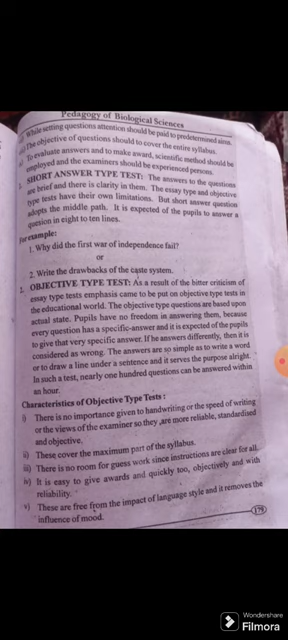 Pedagogy of Biological Sciences
While setting questions attention should be paid to predetermined aims.
The objective of questions should to cover the entire syllabus.
To evaluate answers and to make award, scientific method should be
employed and the examiners should be experienced persons.
SHORT ANSWER TYPE TEST: The answers to the questions
are brief and there is clarity in them. The essay type and objective
type tests have their own limitations. But short answer question
adopts the middle path. It is expected of the pupils to answer a
quesion in eight to ten lines.
For example:
1. Why did the first war of independence fail?
or
2. Write the drawbacks of the caste system.
2. OBJECTIVE TYPE TEST: As a result of the bitter criticism of
essay type tests emphasis came to be put on objective type tests in
the educational world. The objective type questions are based upon
actual state. Pupils have no freedom in answering them, because
every question has a specific-answer and it is expected of the pupils
to give that very specific answer. If he answers differently, then it is
considered as wrong. The answers are so simple as to write a word
or to draw a line under a sentence and it serves the purpose alright.
In such a test, nearly one hundred questions can be answered within
an hour.
Characteristics of Objective Type Tests :
i) There is no importance given to handwriting or the speed of writing
or the views of the examiner so they are more reliable, standardised
and objective.
ii) These cover the maximum part of the syllabus.
iii) There is no room for guess work since instructions are clear for all.
iv) It is easy to give awards and quickly too, objectively and with
reliability.
v) These are free from the impact of language style and it removes the
influence of mood.
179
Wondershare
Filmora